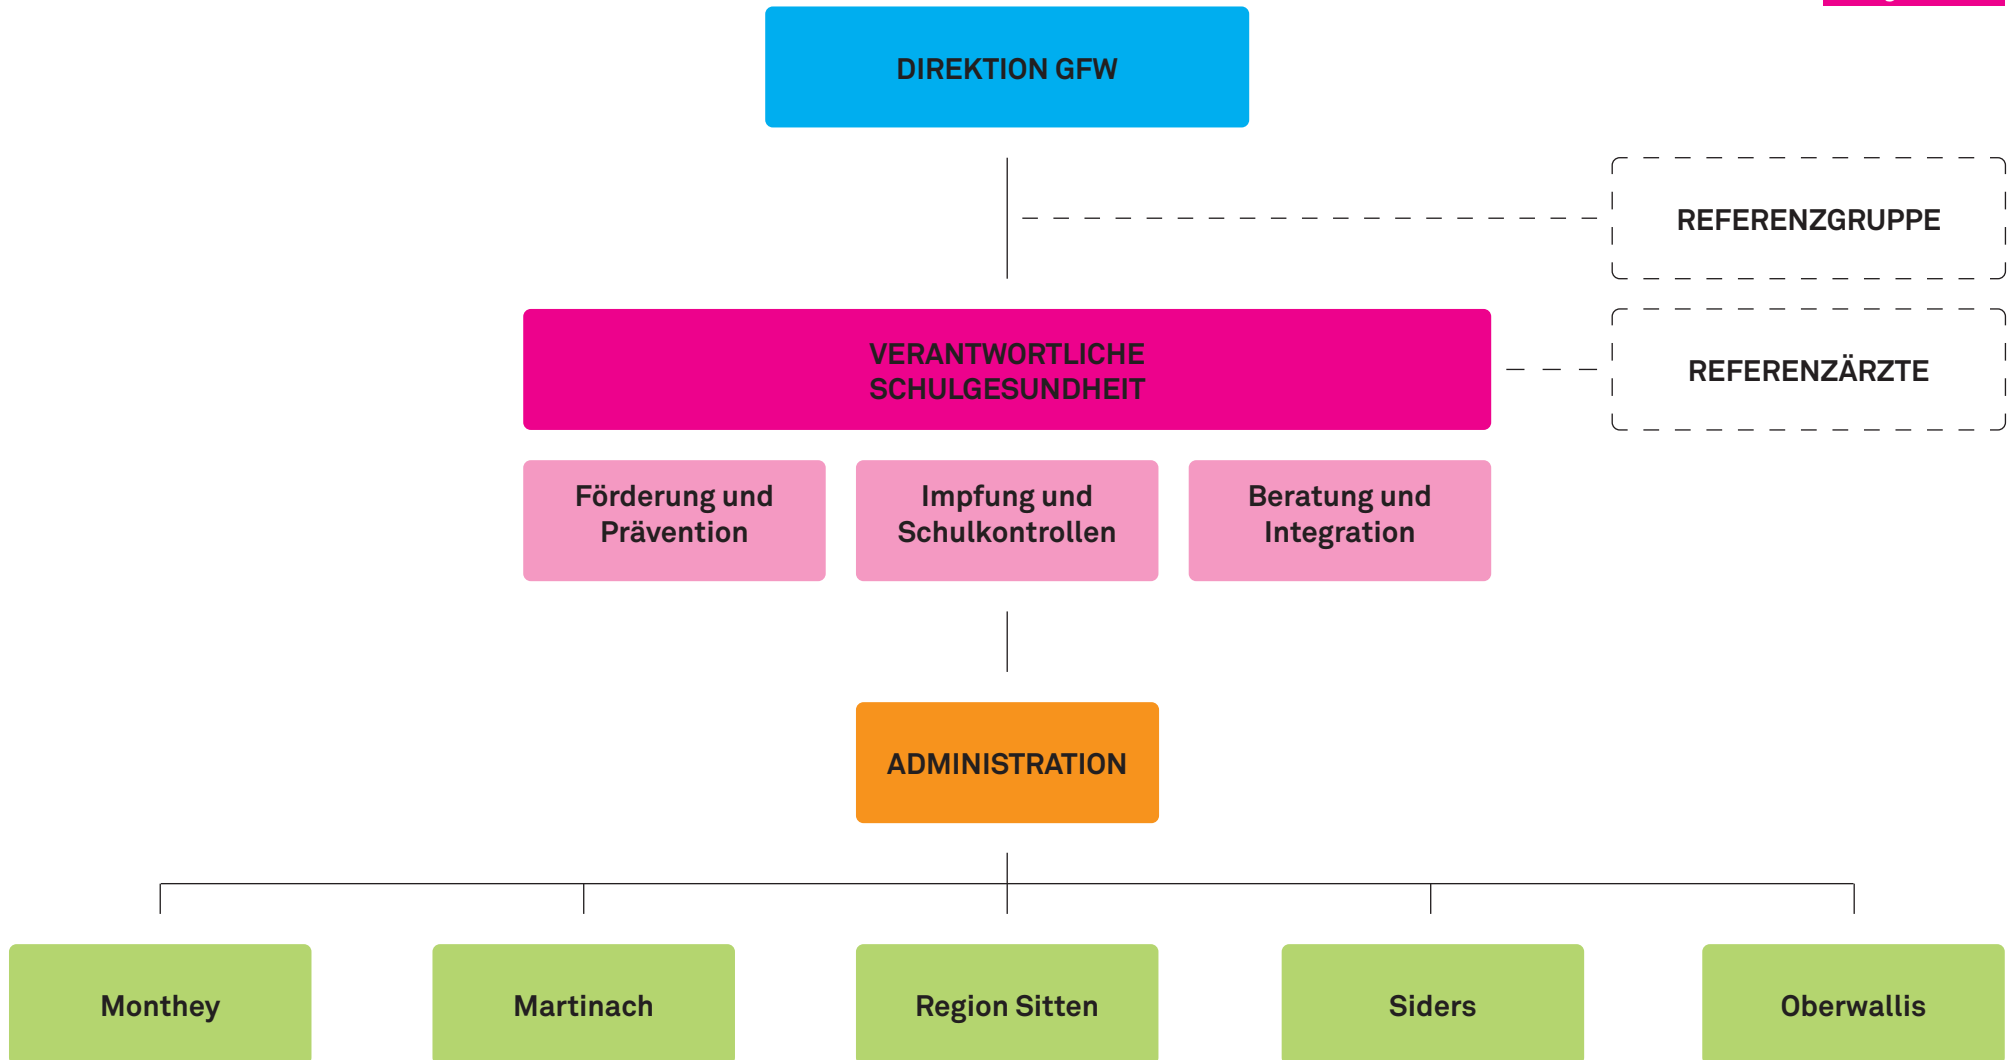 DIREKTION GFW
REFERENZGRUPPE
VERANTWORTLICHE
SCHULGESUNDHEIT
REFERENZÄRZTE
Förderung und
Prävention
Impfung und
Schulkontrollen
Beratung und
Integration
ADMINISTRATION
Monthey
Martinach
Region Sitten
Siders
Oberwallis